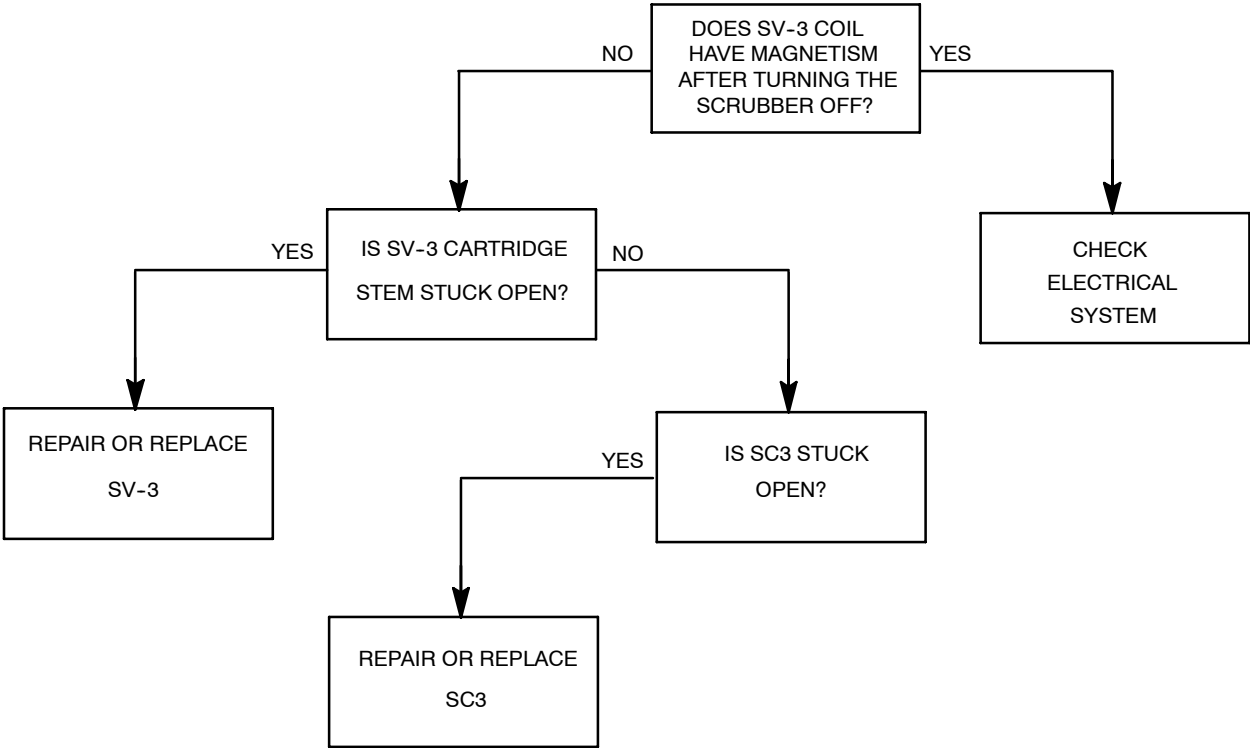 DOES SV-3 COIL
HAVE MAGNETISM
AFTER TURNING THE
SCRUBBER OFF?
NO
YES
IS SV-3 CARTRIDGE
STEM STUCK OPEN?
YES
NO
CHECK
ELECTRICAL
SYSTEM
REPAIR OR REPLACE
SV-3
IS SC3 STUCK
OPEN?
YES
REPAIR OR REPLACE
SC3